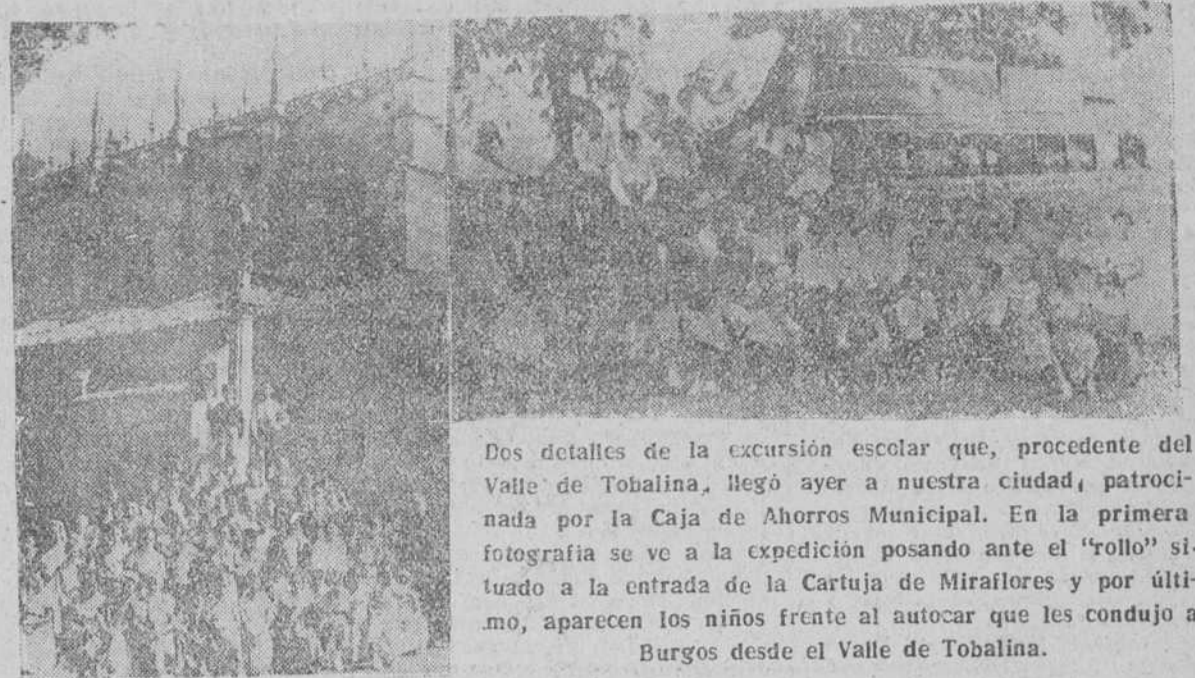 Dos detalles de la excursión escolar que, procedente del
Valle de Tobalina, llegó ayer a nuestra ciudad, patroci-
nada por la Caja de Ahorros Municipal. En la primera
fotografía se ve a la expedición posando ante el "rollo" si-
tuado a la entrada de la Cartuja de Miraflores y por últi-
mo, aparecen los niños frente al autocar que les condujo a
Burgos desde el Valle de Tobalina.